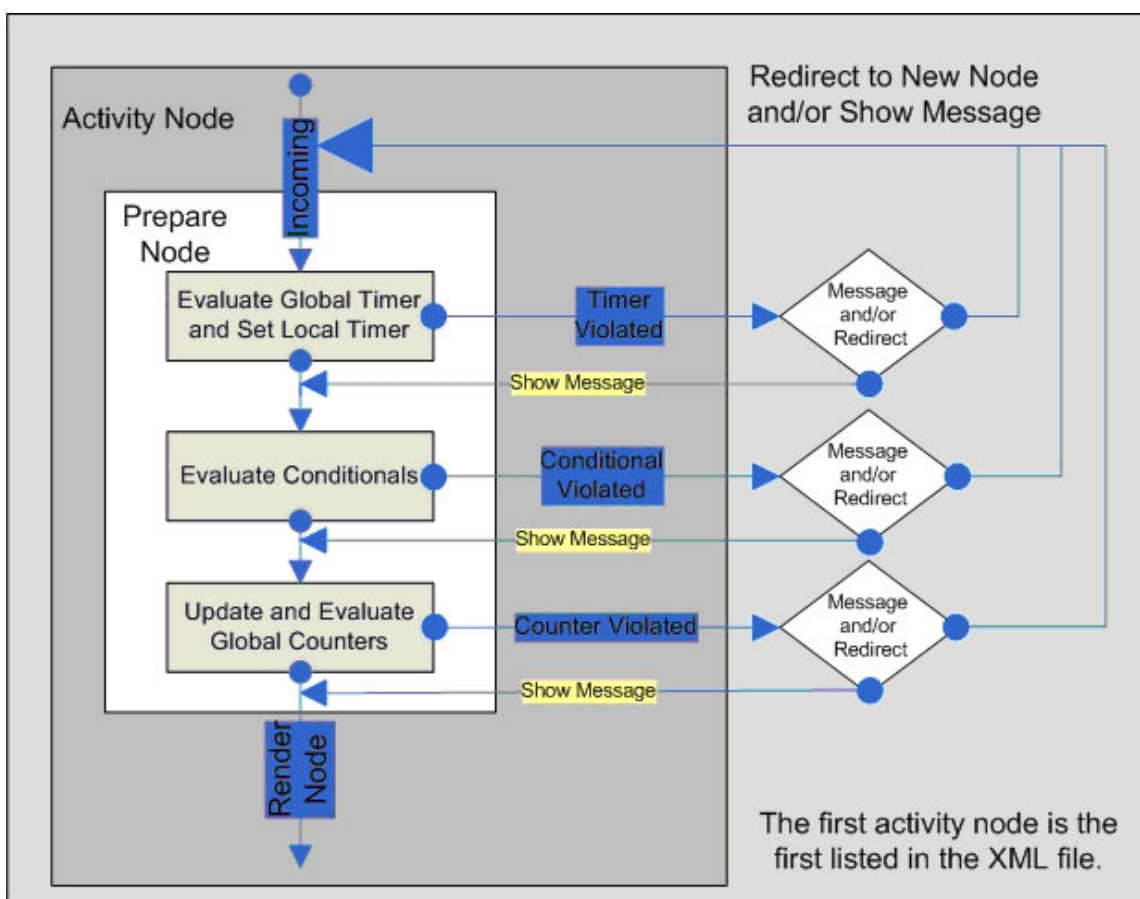 Redirect to New Node
and/or Show Message
Activity Node
Incoming
Prepare
Node
Evaluate Global Timer
and Set Local Timer
Timer
Violated
Message
and/or
Redirect
Show Message
Evaluate Conditionals
Conditional
Violated
Message
and/or
Redirect
Show Message
Update and Evaluate
Global Counters
Counter Violated
Message
and/or
Redirect
Show Message
Render
Node
The first activity node is the
first listed in the XML file.